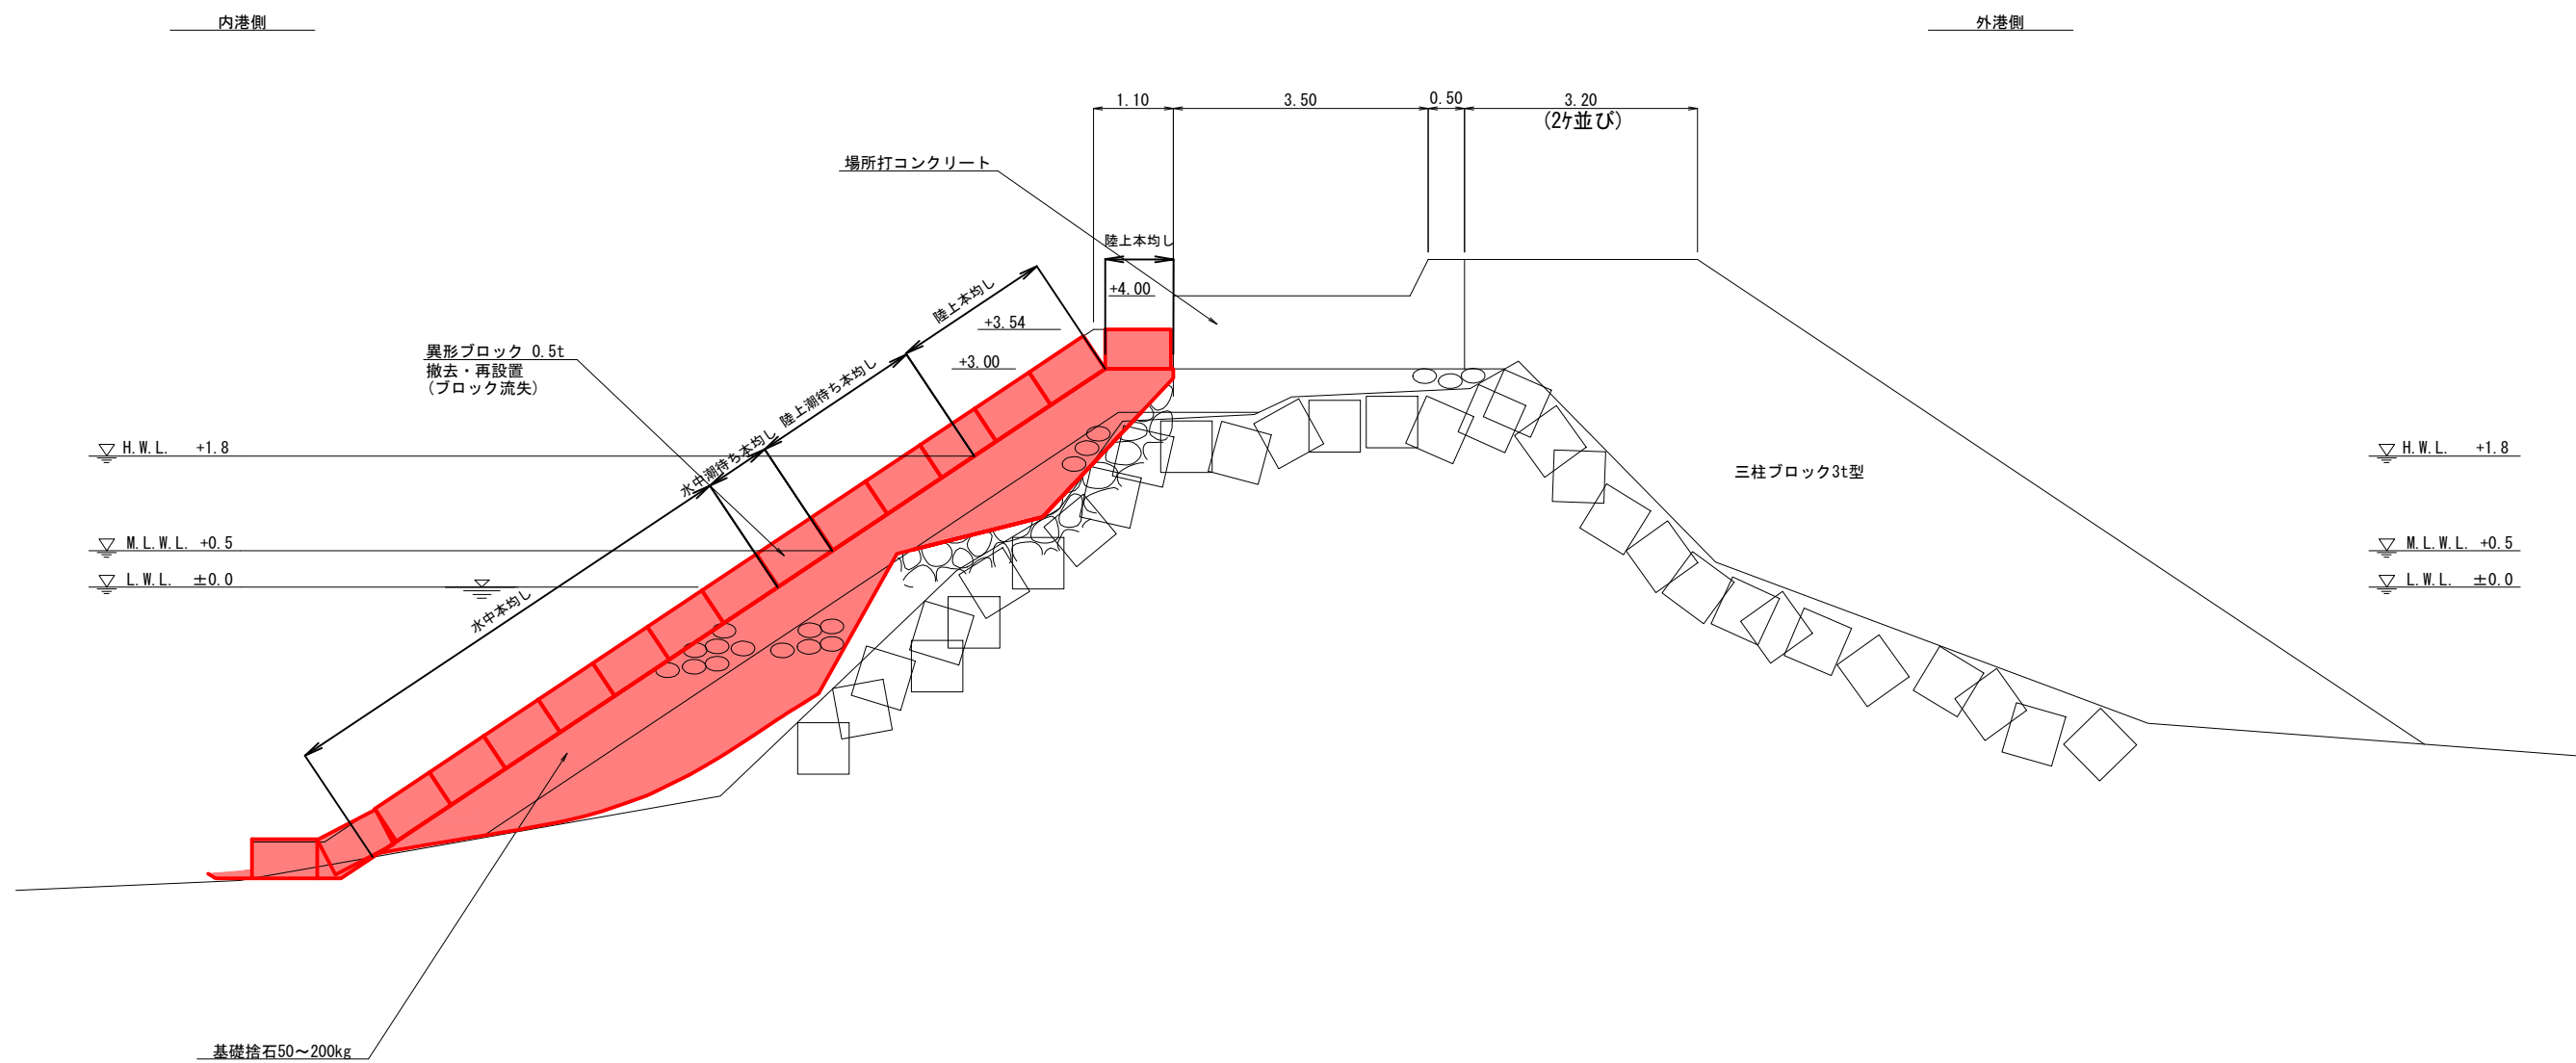 内港側
外港側
1.10
3.50
0.50
3.20
(2ケ並び)
場所打コンクリート
陸上本均し
+4.00
陸上本均し
+3.54
異形ブロック 0.5t
撤去・再設置
(ブロック流失)
+3.00
陸上潮待ち本均し
水中潮待ち本均し
H.W.L. +1.8
H.W.L. +1.8
三柱ブロック3t型
M.L.W.L. +0.5
M.L.W.L. +0.5
L.W.L. ±0.0
L.W.L. ±0.0
水中本均し
基礎捨石50～200kg